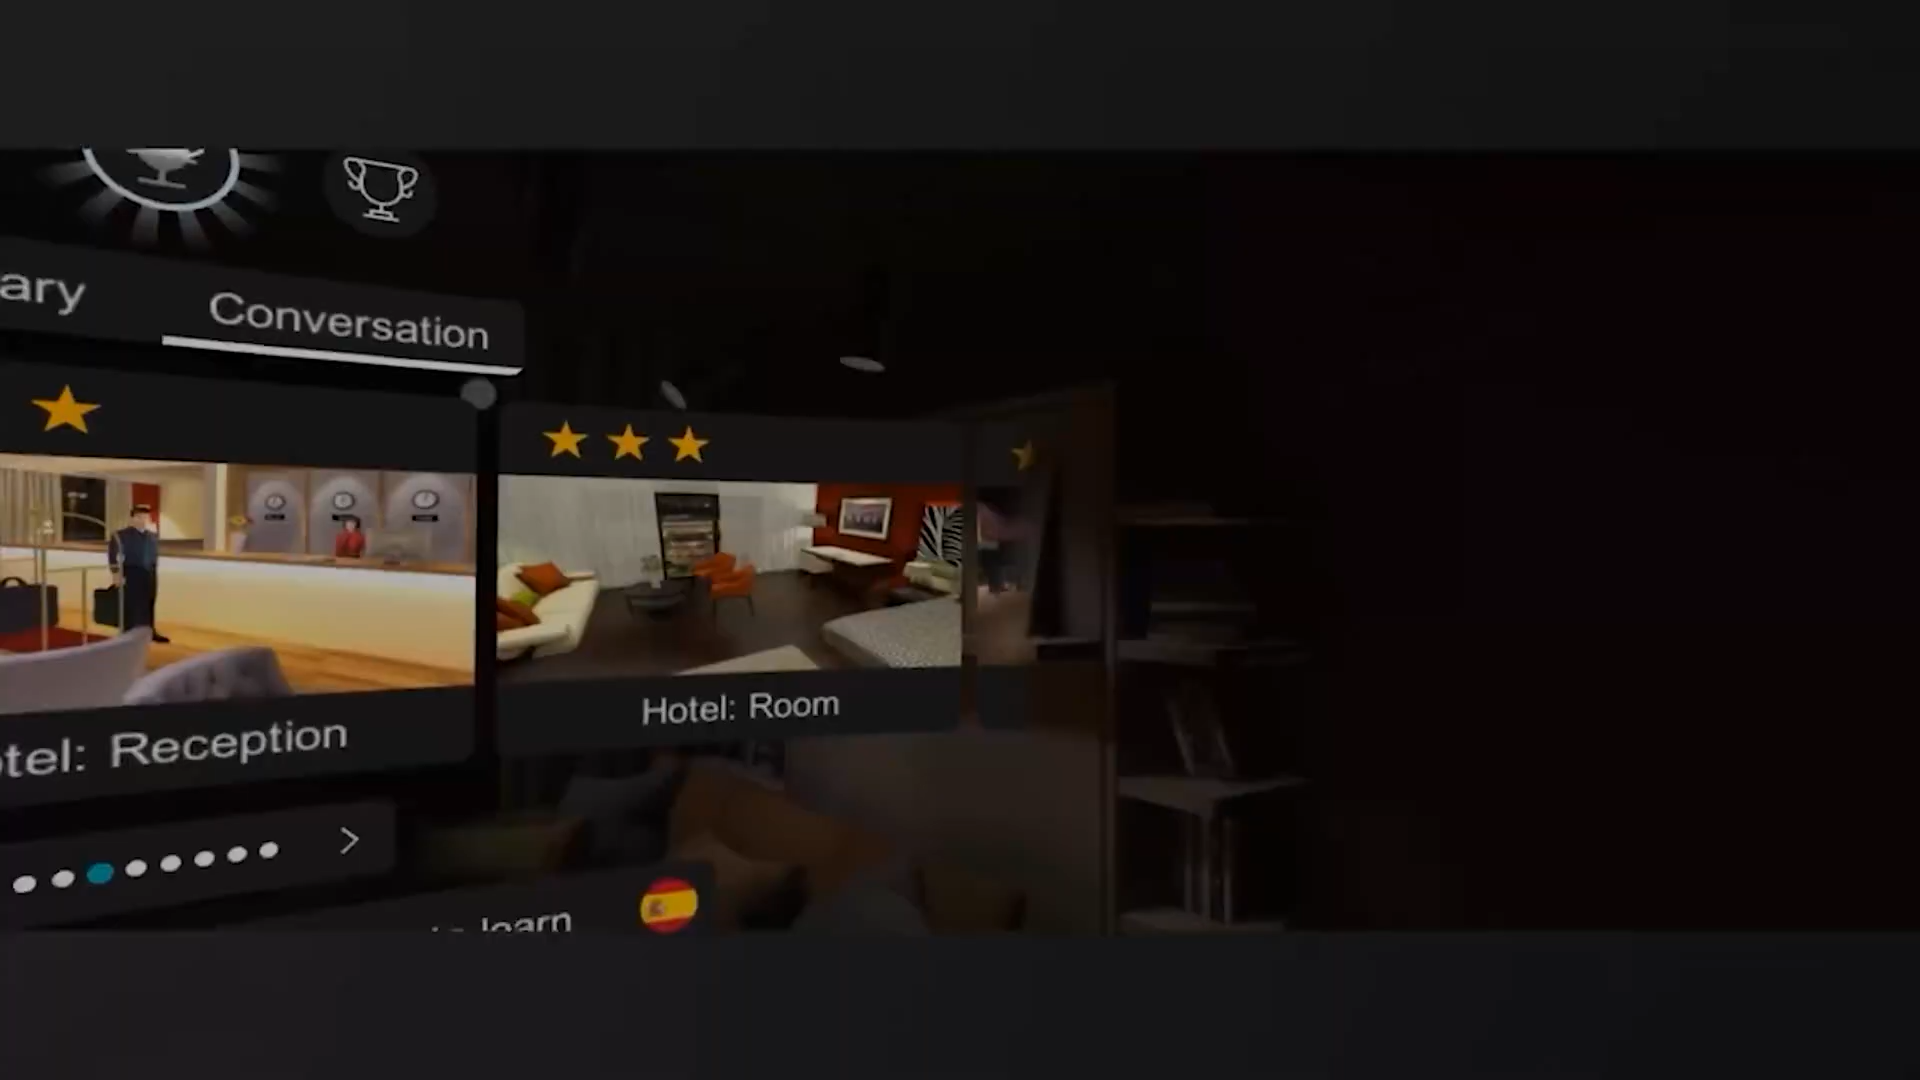 ary
Conversation
tel: Reception
Hotel: Room
learn